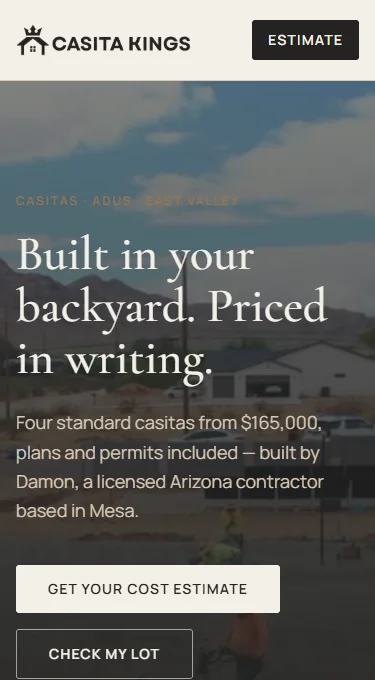 CASITA KINGS
ESTIMATE
CASITAS · ADUS · EAST VALLEY
Built in your
backyard. Priced
in writing.
Four standard casitas from $165,000,
plans and permits included — built by
Damon, a licensed Arizona contractor
based in Mesa.
GET YOUR COST ESTIMATE
CHECK MY LOT